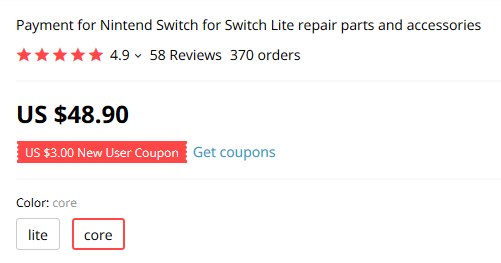 Payment for Nintend Switch for Switch Lite repair parts and accessories
4.9 58 Reviews 370 orders
US $48.90
US $3.00 New User Coupon Get coupons
Color: core
lite core